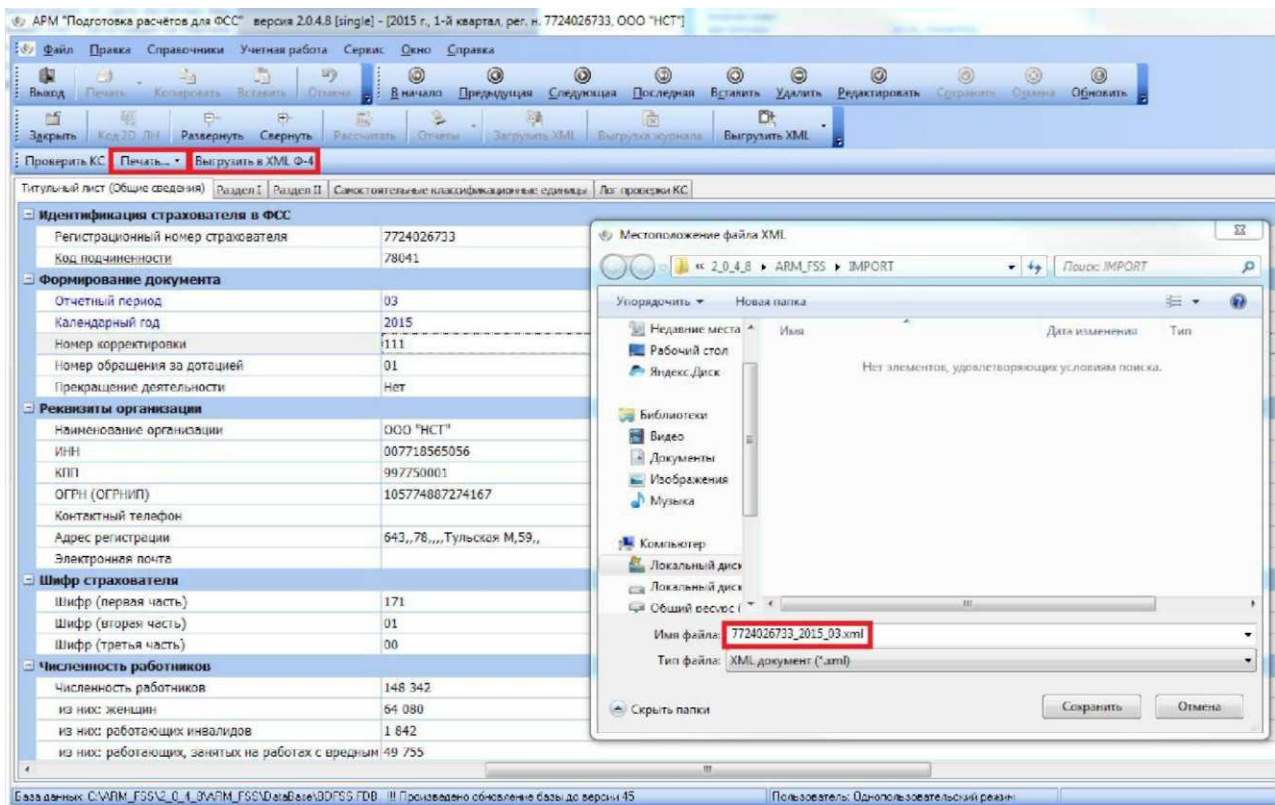 АРМ "Подготовка расчётов для ФСС" версия 2.0.4.8 [single] - [2015 г., 1-й квартал, рег. н. 7724026733, ООО "НСТ"]
Файл Правка Справочники Учетная работа Сервис Окно Справка
Выход Печать Копировать Вставить Отмена В начало Предыдущая Следующая Последняя Вставить Удалить Редактировать Сохранить Отмена Обновить
Закрыть Код 2D ЛН Развернуть Свернуть Рассчитать Отчеты Загрузить XML Выгрузка журнала Выгрузить XML
Проверить КС Печать... Выгрузить в XML Ф-4
Титульный лист (Общие сведения) Раздел I Раздел II Самостоятельные классификационные единицы Лог проверки КС
Идентификация страхователя в ФСС
Регистрационный номер страхователя 7724026733
Код подчиненности 78041
Формирование документа
Отчетный период 03
Календарный год 2015
Номер корректировки 111
Номер обращения за дотацией 01
Прекращение деятельности Нет
Реквизиты организации
Наименование организации ООО "НСТ"
ИНН 007718565056
КПП 997750001
ОГРН (ОГРНИП) 105774887274167
Контактный телефон
Адрес регистрации 643,,78,,,,Тульская М,59,,
Электронная почта
Шифр страхователя
Шифр (первая часть) 171
Шифр (вторая часть) 01
Шифр (третья часть) 00
Численность работников
Численность работников 148 342
из них: женщин 64 080
из них: работающих инвалидов 1 842
из них: работающих, занятых на работах с вредным 49 755
Местоположение файла XML
« 2_0_4_8 ARM_FSS IMPORT Поиск: IMPORT
Упорядочить Новая папка
Недавние места
Рабочий стол
Яндекс.Диск
Библиотеки
Видео
Документы
Изображения
Музыка
Компьютер
Локальный диск
Локальный диск
Общий ресурс (
Имя Дата изменения Тип
Нет элементов, удовлетворяющих условиям поиска.
Имя файла: 7724026733_2015_03.xml
Тип файла: XML документ (*.xml)
Скрыть папки Сохранить Отмена
База данных: C:\ARM_FSS\2_0_4_8\ARM_FSS\DataBase\BDFSS.FDB !!! Произведено обновление базы до версии 45 Пользователь: Однопользовательский режим